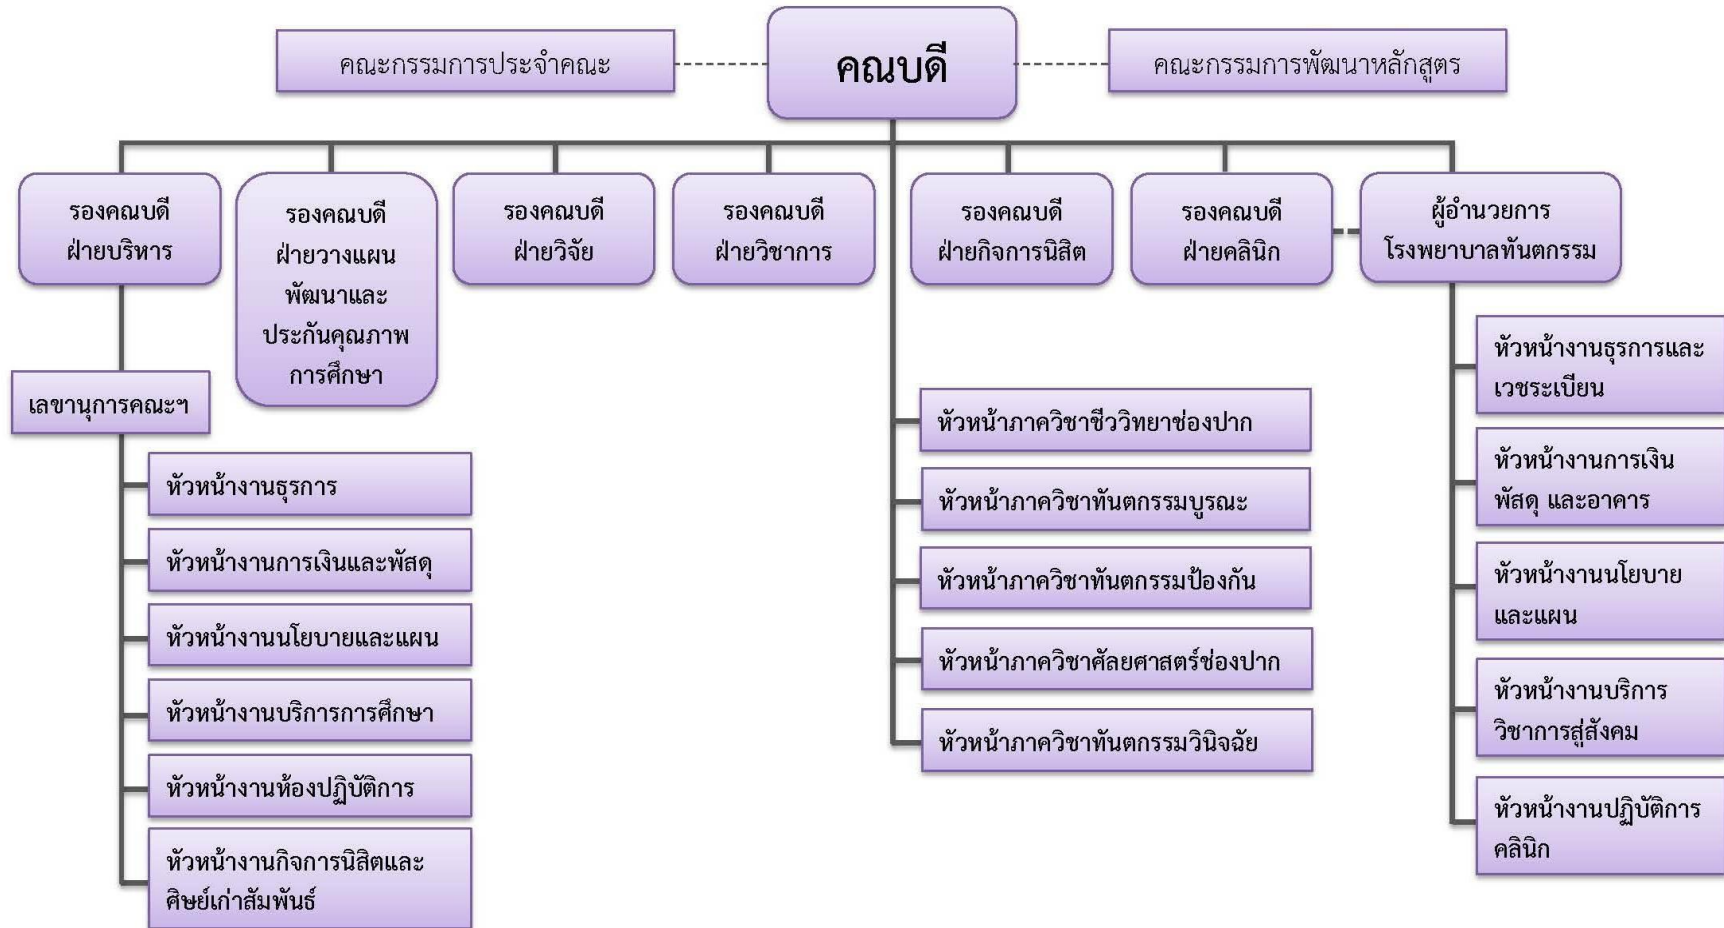 คณะกรรมการประจำคณะ
คณบดี
คณะกรรมการพัฒนาหลักสูตร
รองคณบดี
ฝ่ายบริหาร
รองคณบดี
ฝ่ายวางแผน
พัฒนาและ
ประกันคุณภาพ
การศึกษา
รองคณบดี
ฝ่ายวิจัย
รองคณบดี
ฝ่ายวิชาการ
รองคณบดี
ฝ่ายกิจการนิสิต
รองคณบดี
ฝ่ายคลินิก
ผู้อำนวยการ
โรงพยาบาลทันตกรรม
เลขานุการคณะฯ
หัวหน้างานธุรการ
หัวหน้างานการเงินและพัสดุ
หัวหน้างานนโยบายและแผน
หัวหน้างานบริการการศึกษา
หัวหน้างานห้องปฏิบัติการ
หัวหน้างานกิจการนิสิตและ
ศิษย์เก่าสัมพันธ์
หัวหน้าภาควิชาชีววิทยาช่องปาก
หัวหน้าภาควิชาทันตกรรมบูรณะ
หัวหน้าภาควิชาทันตกรรมป้องกัน
หัวหน้าภาควิชาศัลยศาสตร์ช่องปาก
หัวหน้าภาควิชาทันตกรรมวินิจฉัย
หัวหน้างานธุรการและ
เวชระเบียน
หัวหน้างานการเงิน
พัสดุ และอาคาร
หัวหน้างานนโยบาย
และแผน
หัวหน้างานบริการ
วิชาการสู่สังคม
หัวหน้างานปฏิบัติการ
คลินิก